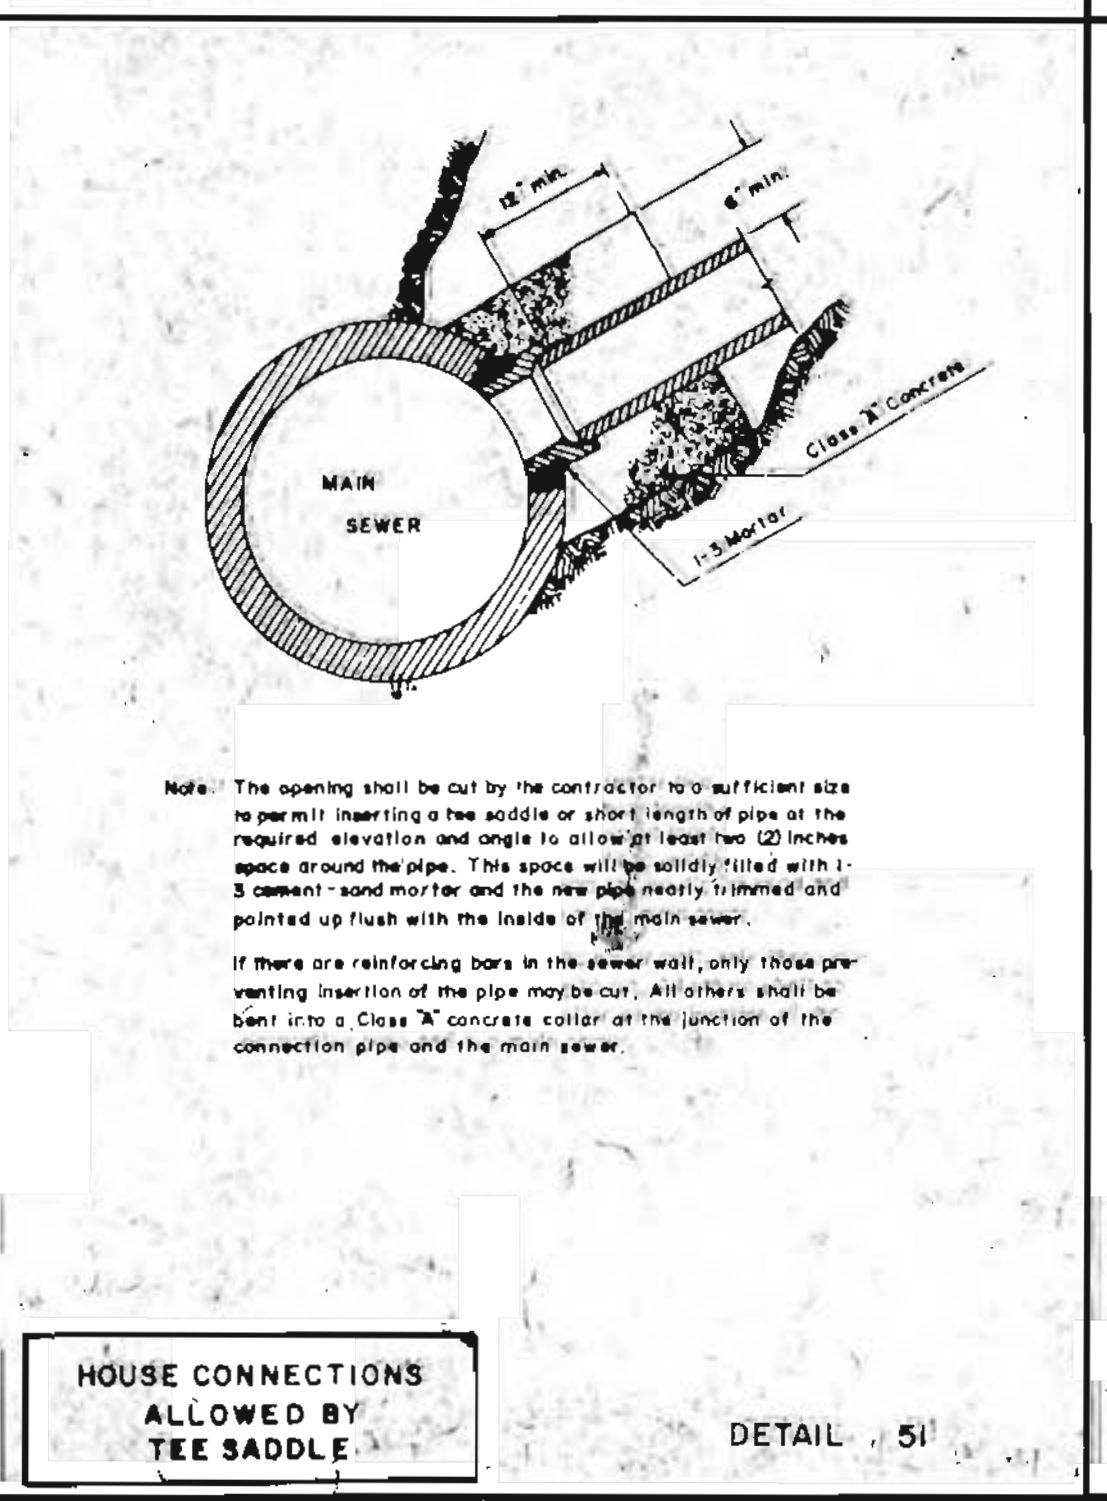 12" min.
6" min.
MAIN
SEWER
Class "A" Concrete
1-3 Mortar
Note: The opening shall be cut by the contractor to a sufficient size
to permit inserting a tee saddle or short length of pipe at the
required elevation and angle to allow at least two (2) inches
space around the pipe. This space will be solidly filled with 1-
3 cement-sand mortar and the new pipe neatly trimmed and
pointed up flush with the inside of the main sewer.
If there are reinforcing bars in the sewer wall, only those pre-
venting insertion of the pipe may be cut. All others shall be
bent into a Class "A" concrete collar at the junction of the
connection pipe and the main sewer.
HOUSE CONNECTIONS
ALLOWED BY
TEE SADDLE
DETAIL 51